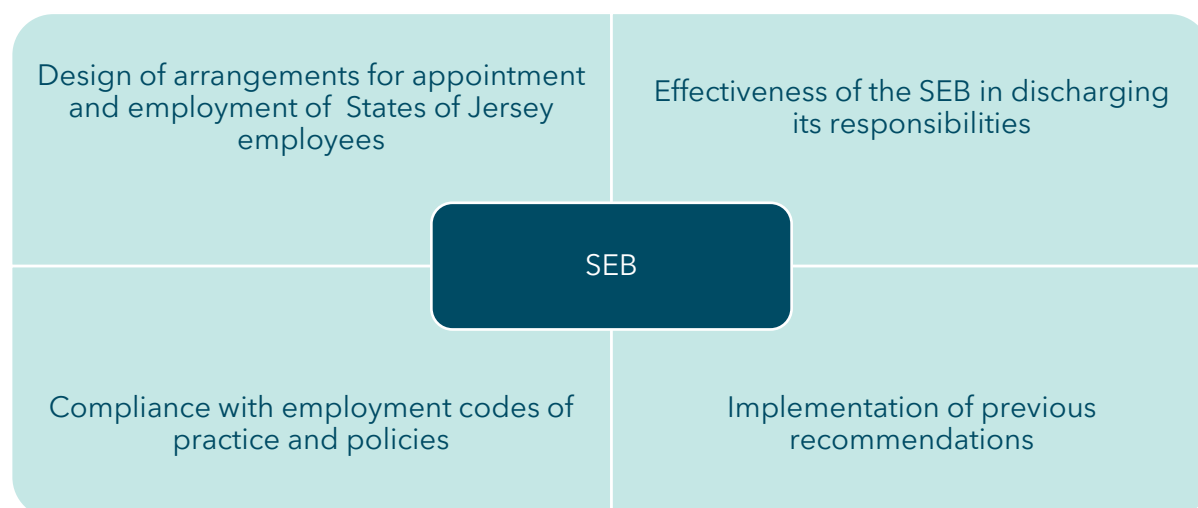 Design of arrangements for appointment
and employment of  States of Jersey
employees
Effectiveness of the SEB in discharging
its responsibilities
SEB
Compliance with employment codes of
practice and policies
Implementation of previous
recommendations